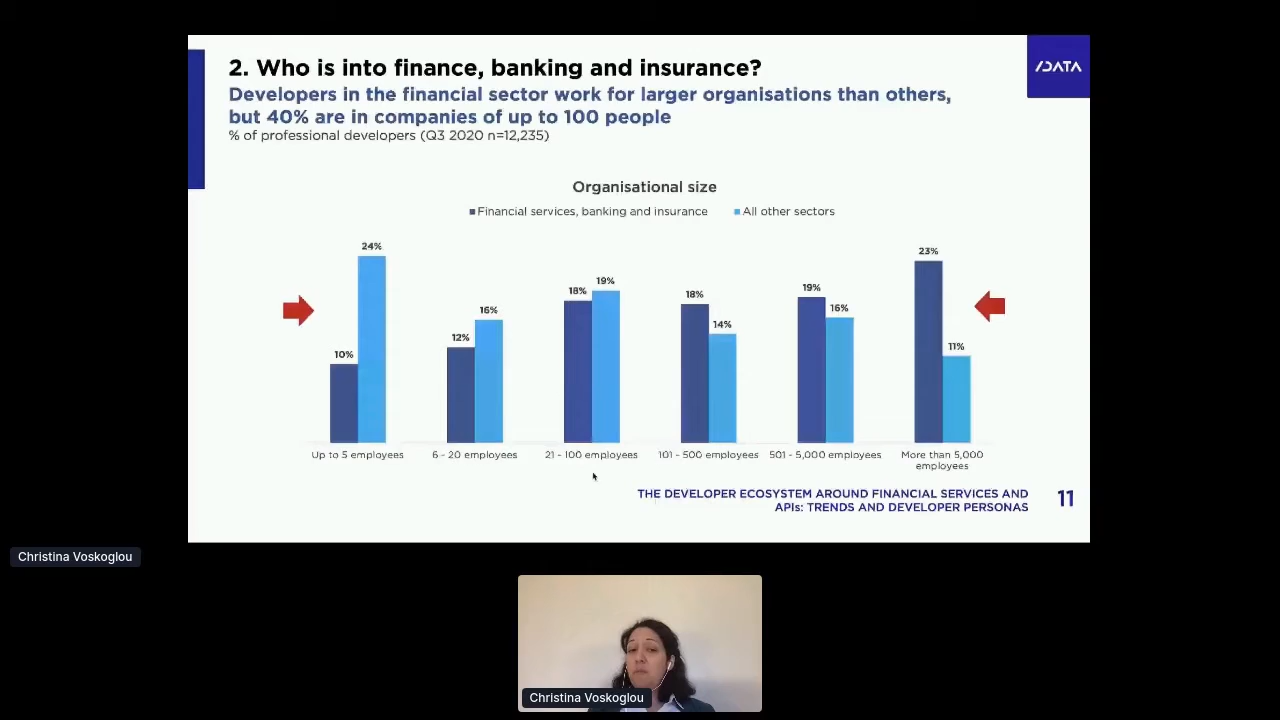 2. Who is into finance, banking and insurance?
Developers in the financial sector work for larger organisations than others,
but 40% are in companies of up to 100 people
% of professional developers (Q3 2020 n=12,235)
/DATA
Organisational size
Financial services, banking and insurance
All other sectors
10%
24%
12%
16%
18%
19%
18%
14%
19%
16%
23%
11%
Up to 5 employees
6 - 20 employees
21 - 100 employees
101 - 500 employees
501 - 5,000 employees
More than 5,000
employees
THE DEVELOPER ECOSYSTEM AROUND FINANCIAL SERVICES AND
APIs: TRENDS AND DEVELOPER PERSONAS
11
Christina Voskoglou
Christina Voskoglou